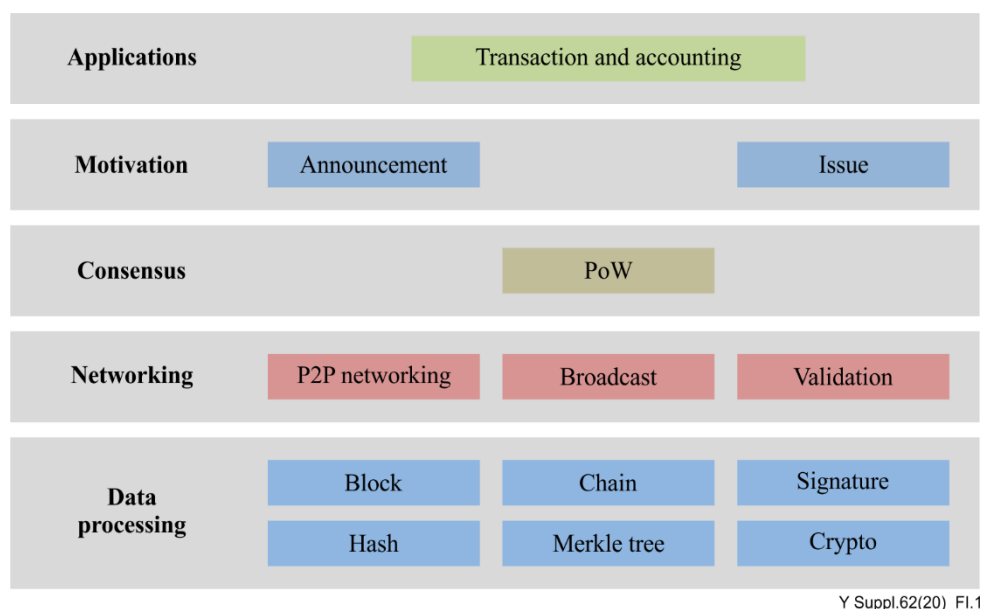 Applications
Transaction and accounting
Motivation
Announcement
Issue
Consensus
PoW
Networking
P2P networking
Broadcast
Validation
Data
processing
Block
Chain
Signature
Hash
Merkle tree
Crypto
Y Suppl.62(20)_FI.1